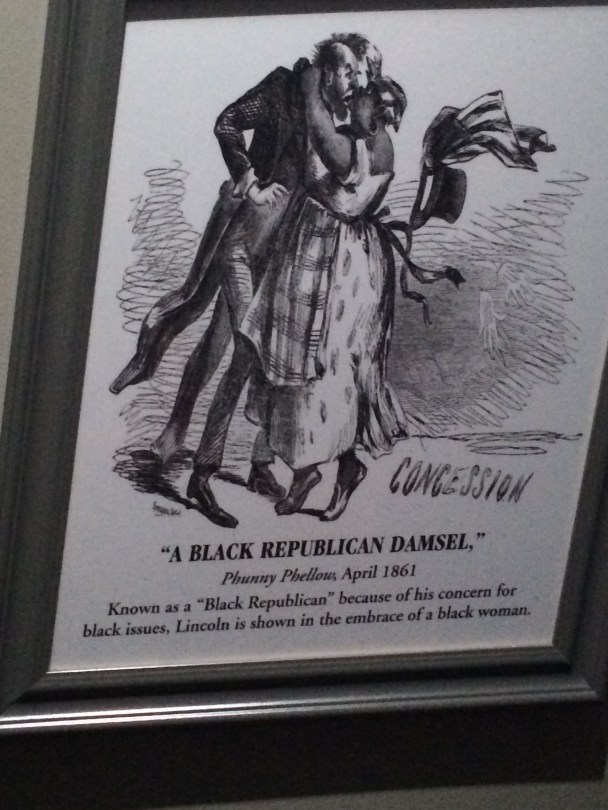 CONCESSION
“A BLACK REPUBLICAN DAMSEL,”
Phunny Phellow, April 1861
Known as a “Black Republican” because of his concern for
black issues, Lincoln is shown in the embrace of a black woman.